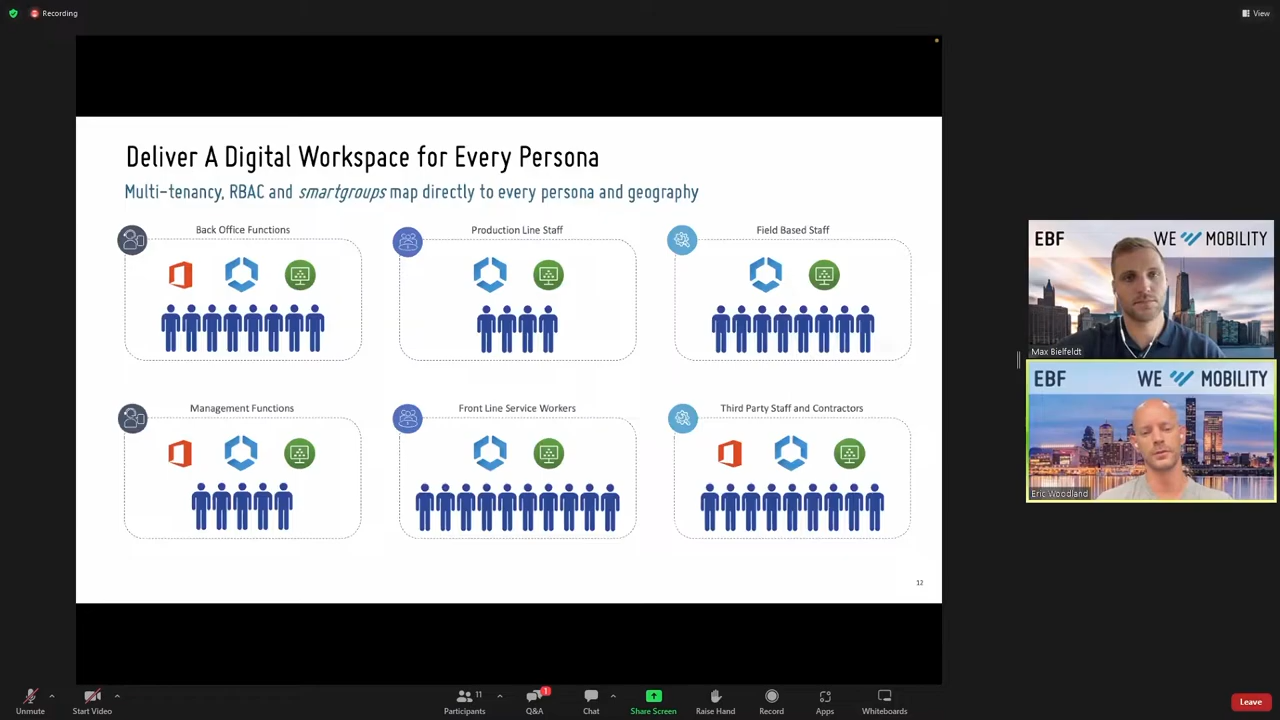 Recording
View
Deliver A Digital Workspace for Every Persona
Multi-tenancy, RBAC and smartgroups map directly to every persona and geography
Back Office Functions
Production Line Staff
Field Based Staff
Management Functions
Front Line Service Workers
Third Party Staff and Contractors
12
EBF WE MOBILITY
Max Bielfeldt
EBF WE MOBILITY
Eric Woodland
Unmute
Start Video
Participants 11
Q&A 1
Chat
Share Screen
Raise Hand
Record
Apps
Whiteboards
Leave